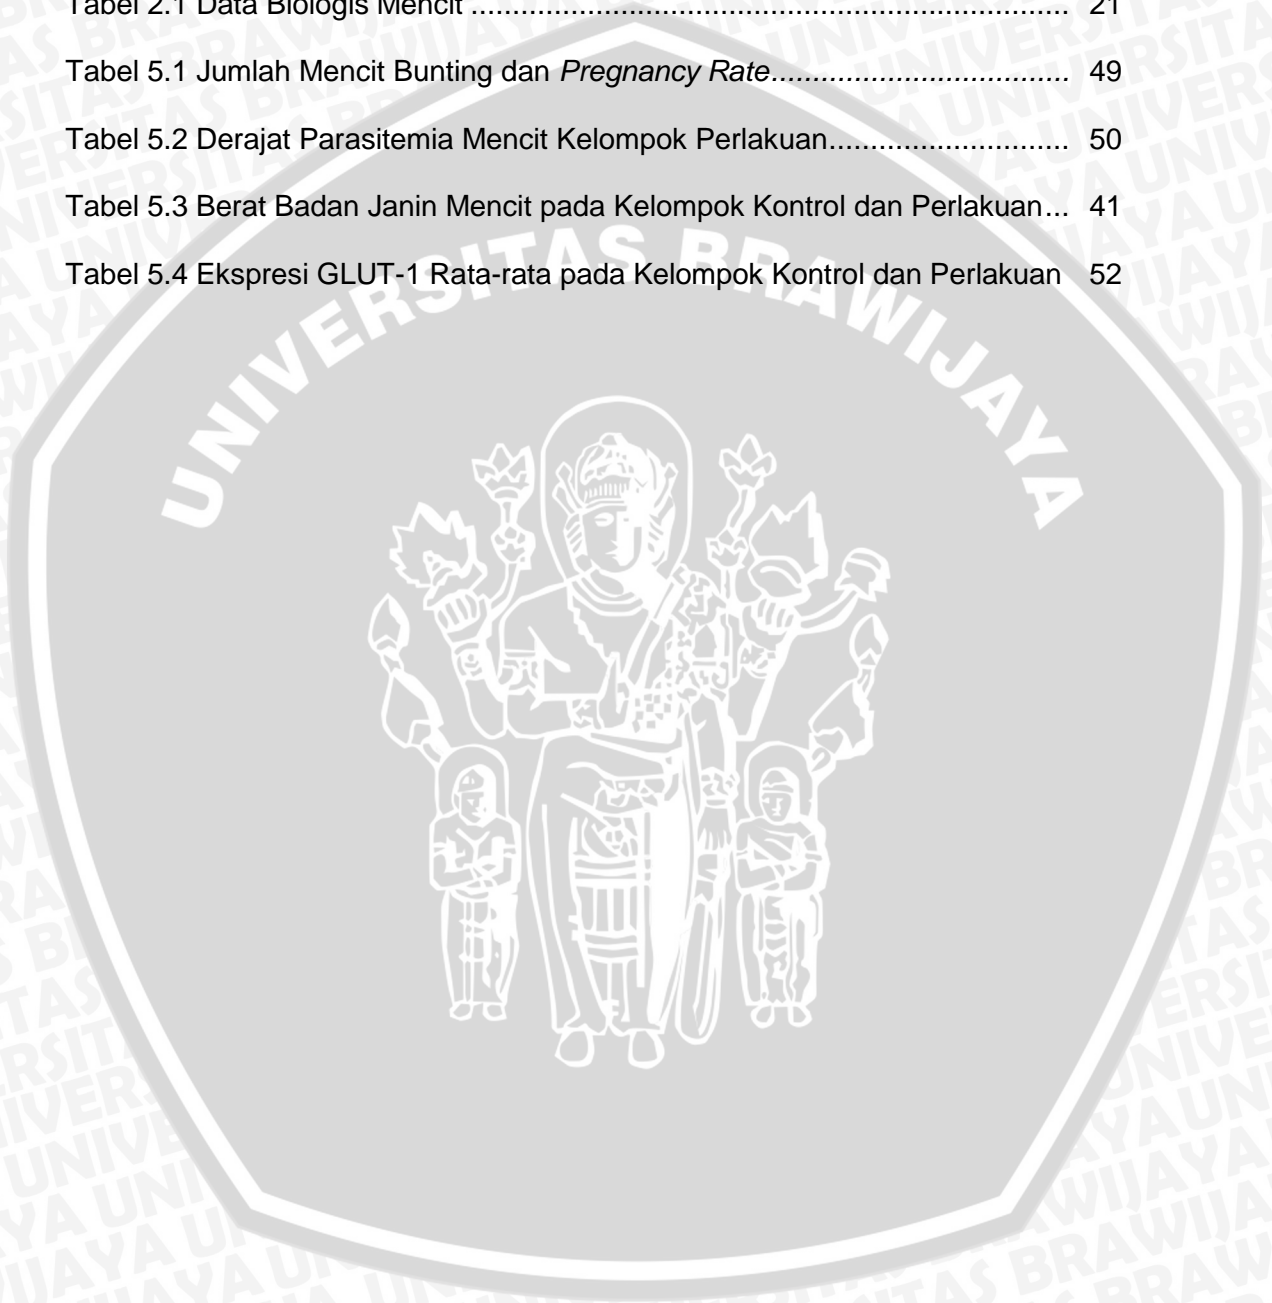 Tabel 2.1 Data Biologis Mencit ........................................................................ 21
Tabel 5.1 Jumlah Mencit Bunting dan Pregnancy Rate.................................... 49
Tabel 5.2 Derajat Parasitemia Mencit Kelompok Perlakuan............................. 50
Tabel 5.3 Berat Badan Janin Mencit pada Kelompok Kontrol dan Perlakuan... 41
Tabel 5.4 Ekspresi GLUT-1 Rata-rata pada Kelompok Kontrol dan Perlakuan 52
UNIVERSITAS BRAWIJAYA